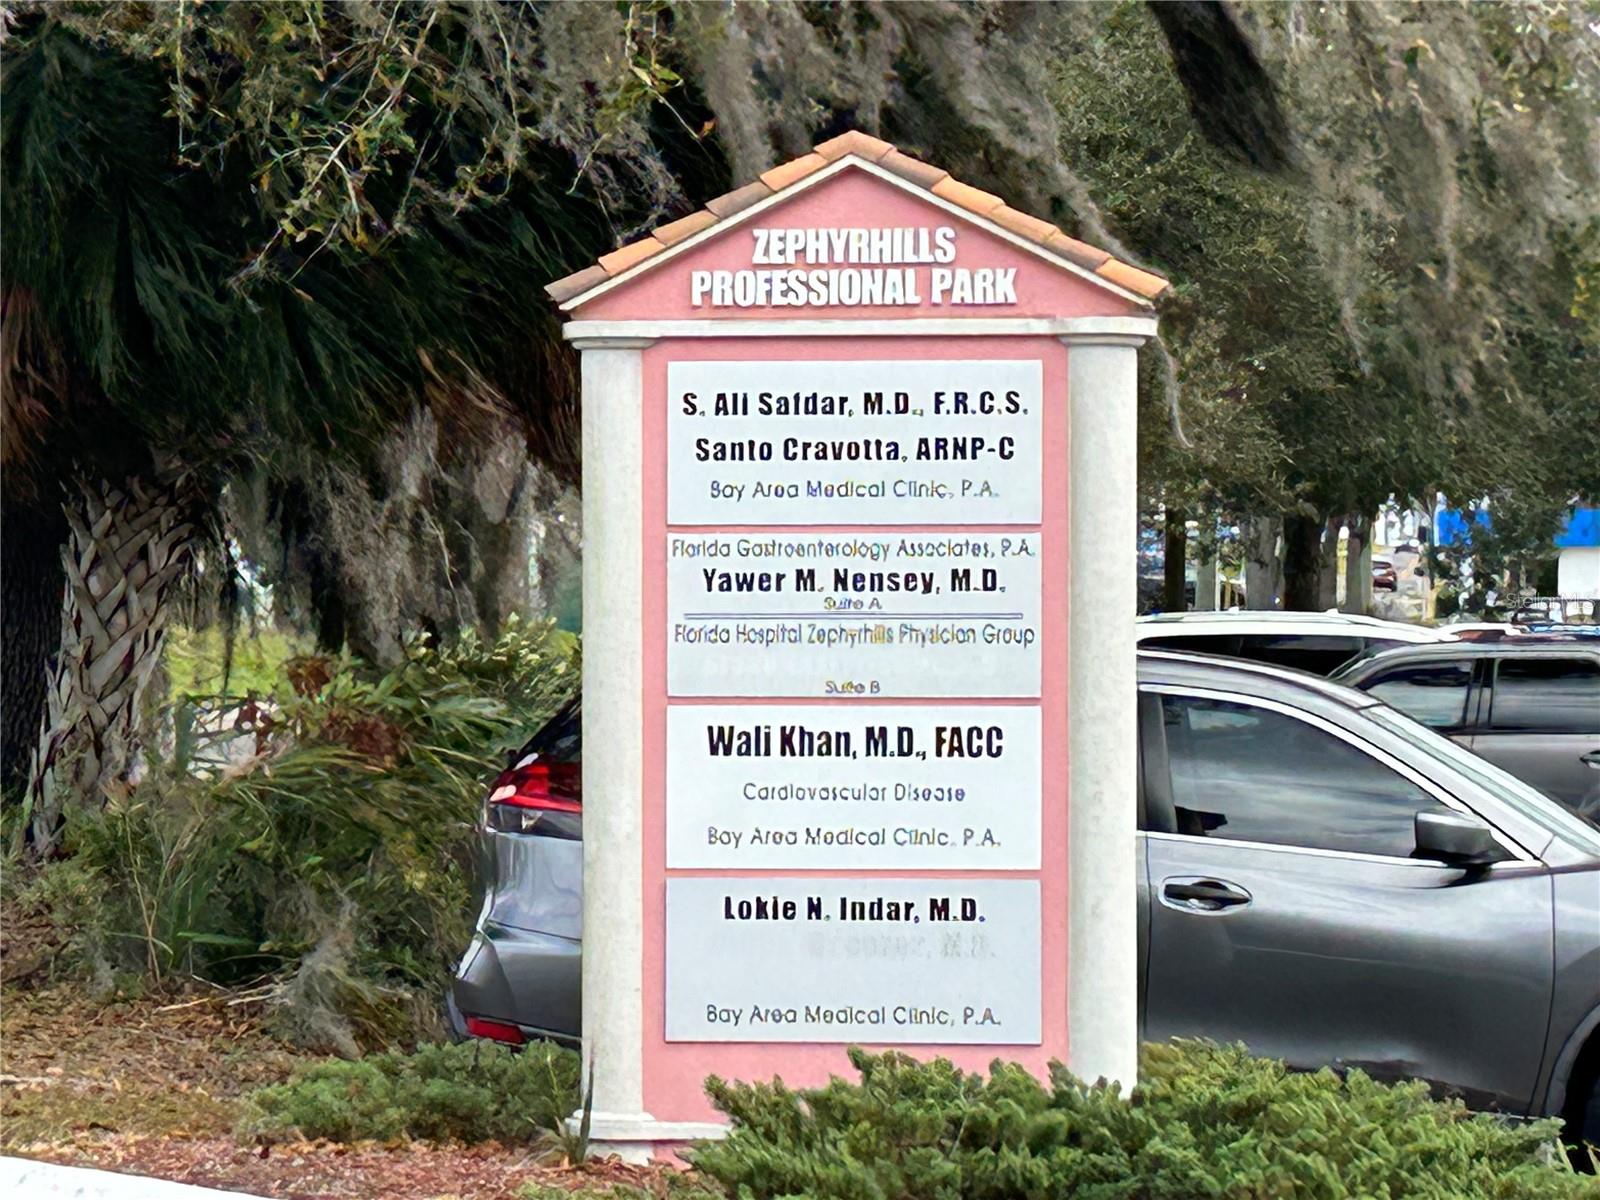 ZEPHYRHILLS
PROFESSIONAL PARK
S. Ali Safdar, M.D., F.R.C.S.
Santo Cravotta, ARNP-C
Bay Area Medical Clinic, P.A.
Florida Gastroenterology Associates, P.A.
Yawer M. Nensey, M.D.
Suite A
Florida Hospital Zephyrhills Physician Group
Suite B
Wali Khan, M.D., FACC
Cardiovascular Disease
Bay Area Medical Clinic, P.A.
Lokie N. Indar, M.D.
M.D.
Bay Area Medical Clinic, P.A.
StellarMLS